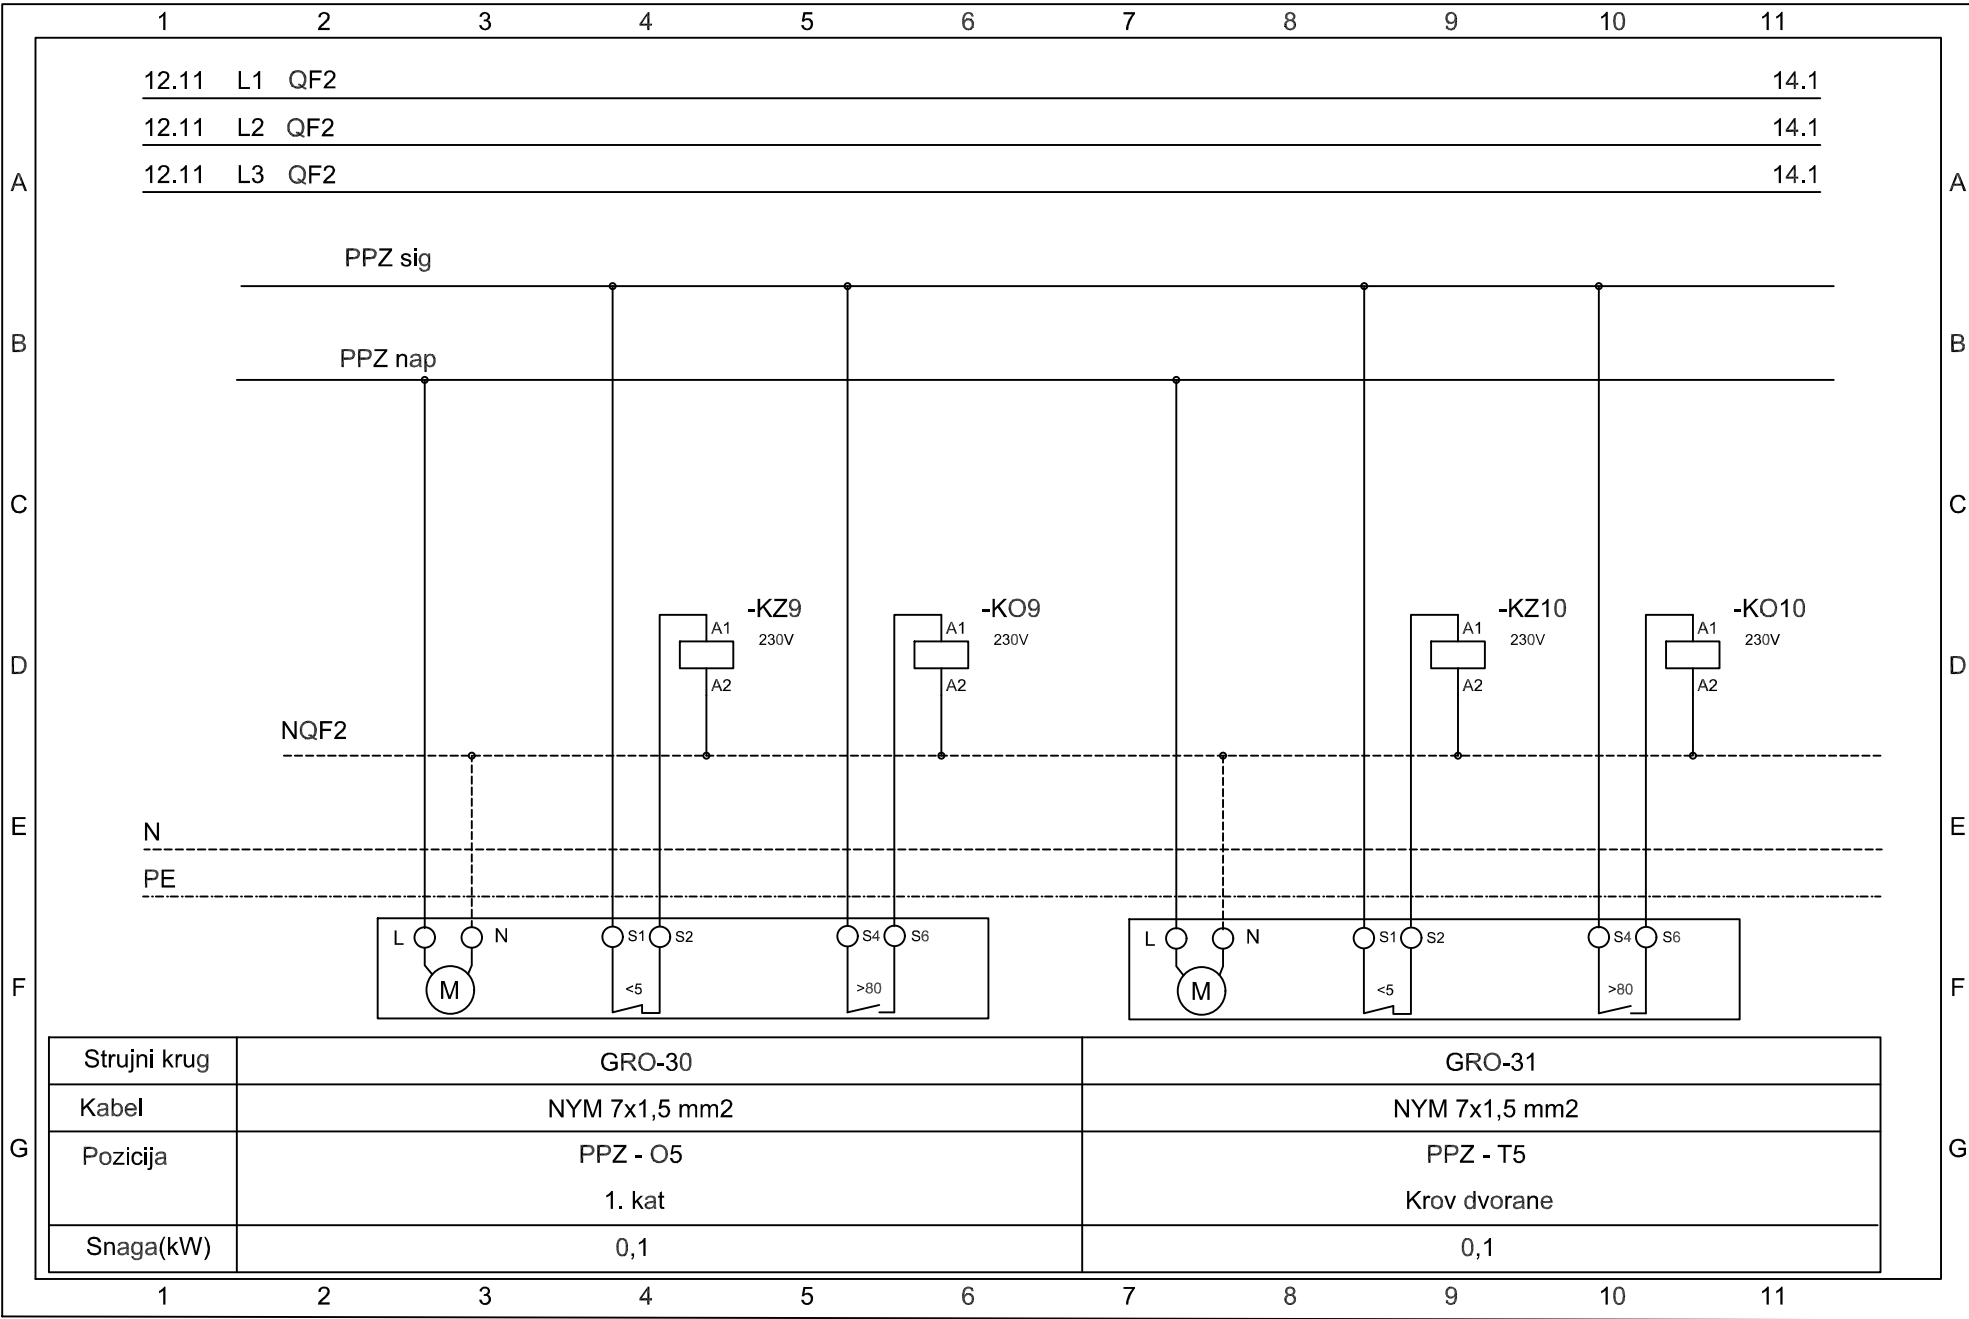 1 2 3 4 5 6 7 8 9 10 11
12.11 L1 QF2 14.1
12.11 L2 QF2 14.1
12.11 L3 QF2 14.1
A A
PPZ sig
B B
PPZ nap
C C
-KZ9 -KO9 -KZ10 -KO10
A1 230V A1 230V A1 230V A1 230V
D D
A2 A2 A2 A2
NQF2
E E
N
PE
L N S1 S2 S4 S6 L N S1 S2 S4 S6
F M <5 >80 M <5 >80 F
Strujni krug GRO-30 GRO-31
Kabel NYM 7x1,5 mm2 NYM 7x1,5 mm2
G G
Pozicija PPZ - O5 PPZ - T5
1. kat Krov dvorane
Snaga(kW) 0,1 0,1
1 2 3 4 5 6 7 8 9 10 11